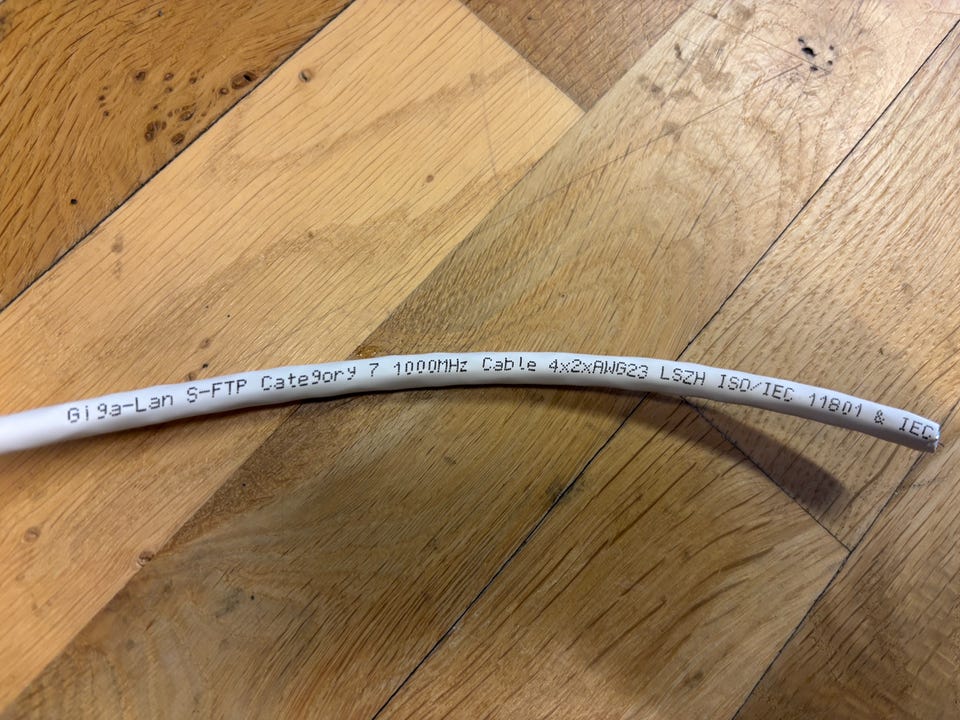 Giga-Lan S-FTP Category 7 1000MHz Cable 4x2xAWG23 LSZH ISO/IEC 11801 & IEC